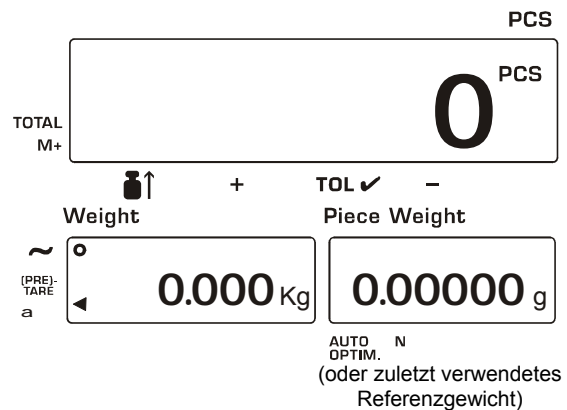 PCS
0 PCS
TOTAL
M+
+ TOL ✔ −
Weight Piece Weight
~
(PRE)-
TARE
a
0.000 Kg 0.00000 g
AUTO N
OPTIM.
(oder zuletzt verwendetes
Referenzgewicht)